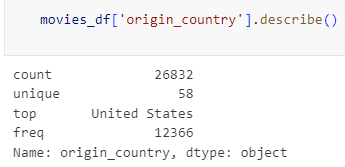 movies_df['origin_country'].describe()
count 26832
unique 58
top United States
freq 12366
Name: origin_country, dtype: object